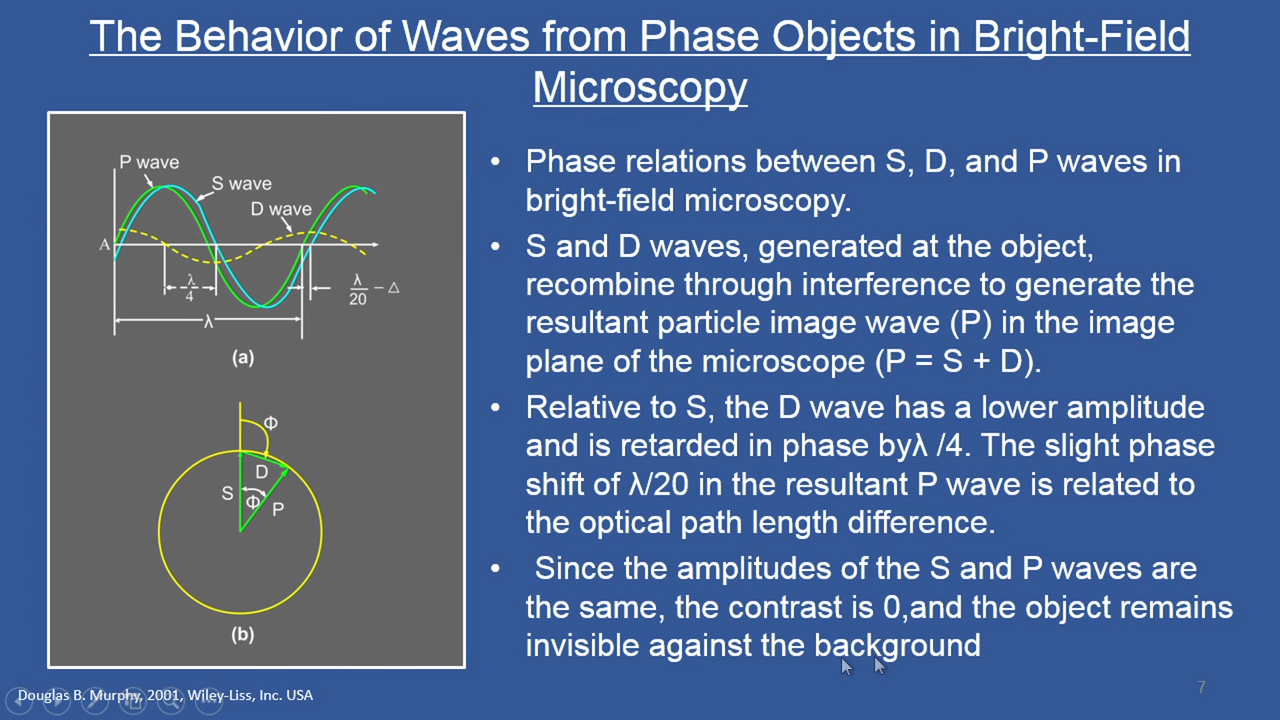 The Behavior of Waves from Phase Objects in Bright-Field
Microscopy
P wave
S wave
D wave
A
λ
4
λ
20
– △
λ
(a)
Φ
D
S
Φ
P
(b)
• Phase relations between S, D, and P waves in
bright-field microscopy.
• S and D waves, generated at the object,
recombine through interference to generate the
resultant particle image wave (P) in the image
plane of the microscope (P = S + D).
• Relative to S, the D wave has a lower amplitude
and is retarded in phase byλ /4. The slight phase
shift of λ/20 in the resultant P wave is related to
the optical path length difference.
• Since the amplitudes of the S and P waves are
the same, the contrast is 0,and the object remains
invisible against the background
Douglas B. Murphy, 2001, Wiley-Liss, Inc. USA
7